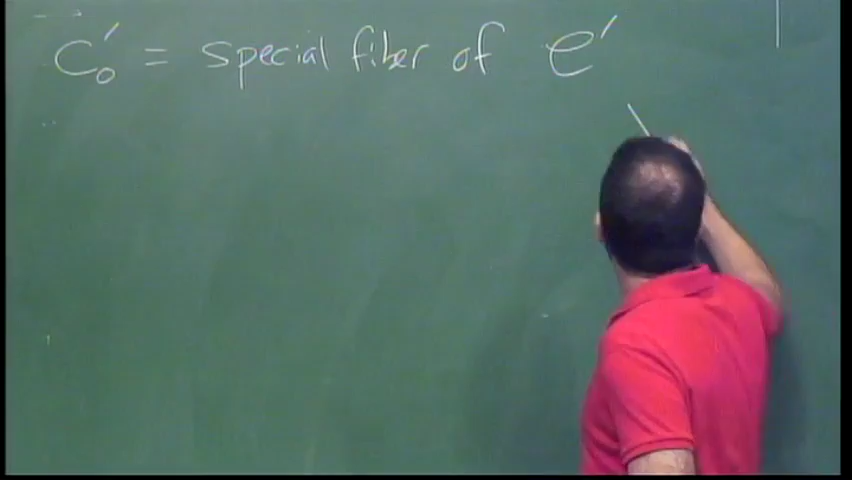 C₀' = special fiber of 𝒞'